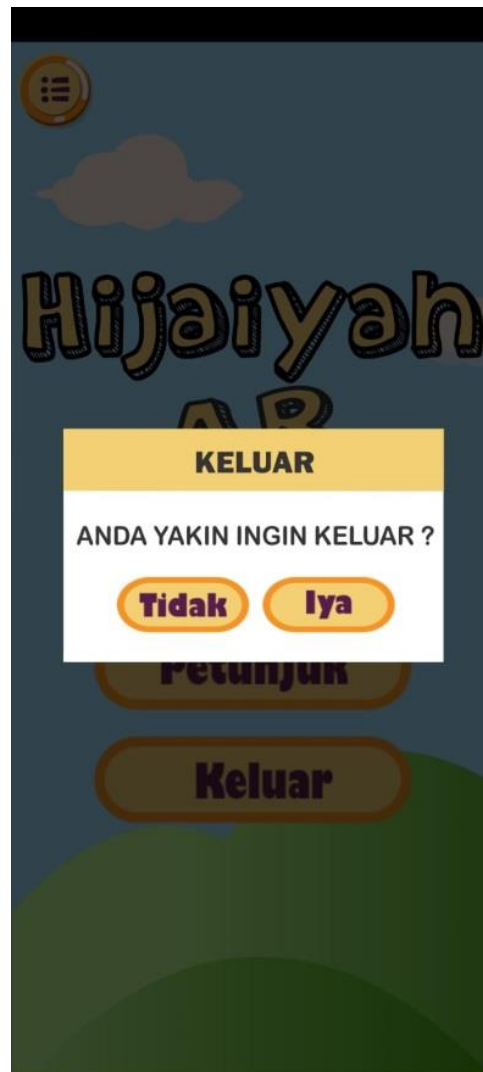 Hijaiyah
AR
KELUAR
ANDA YAKIN INGIN KELUAR ?
Tidak Iya
Petunjuk
Keluar